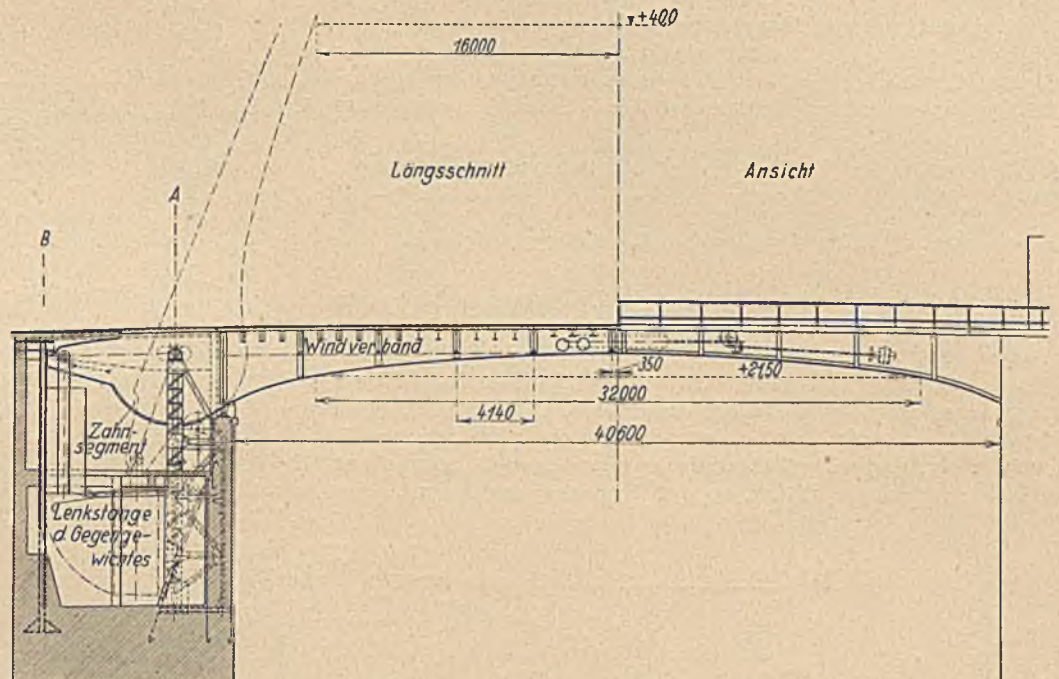 +40,0
16000
Längsschnitt
Ansicht
A
B
Windverband
350
+21,50
32000
4140
40600
Zahn-
segment
Lenkstange
d. Gegenge-
wichtes